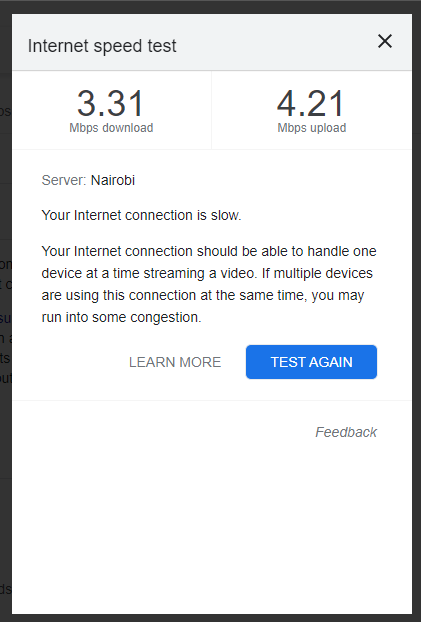 Internet speed test
3.31
Mbps download
4.21
Mbps upload
Server: Nairobi
Your Internet connection is slow.
Your Internet connection should be able to handle one
device at a time streaming a video. If multiple devices
are using this connection at the same time, you may
run into some congestion.
LEARN MORE
TEST AGAIN
Feedback